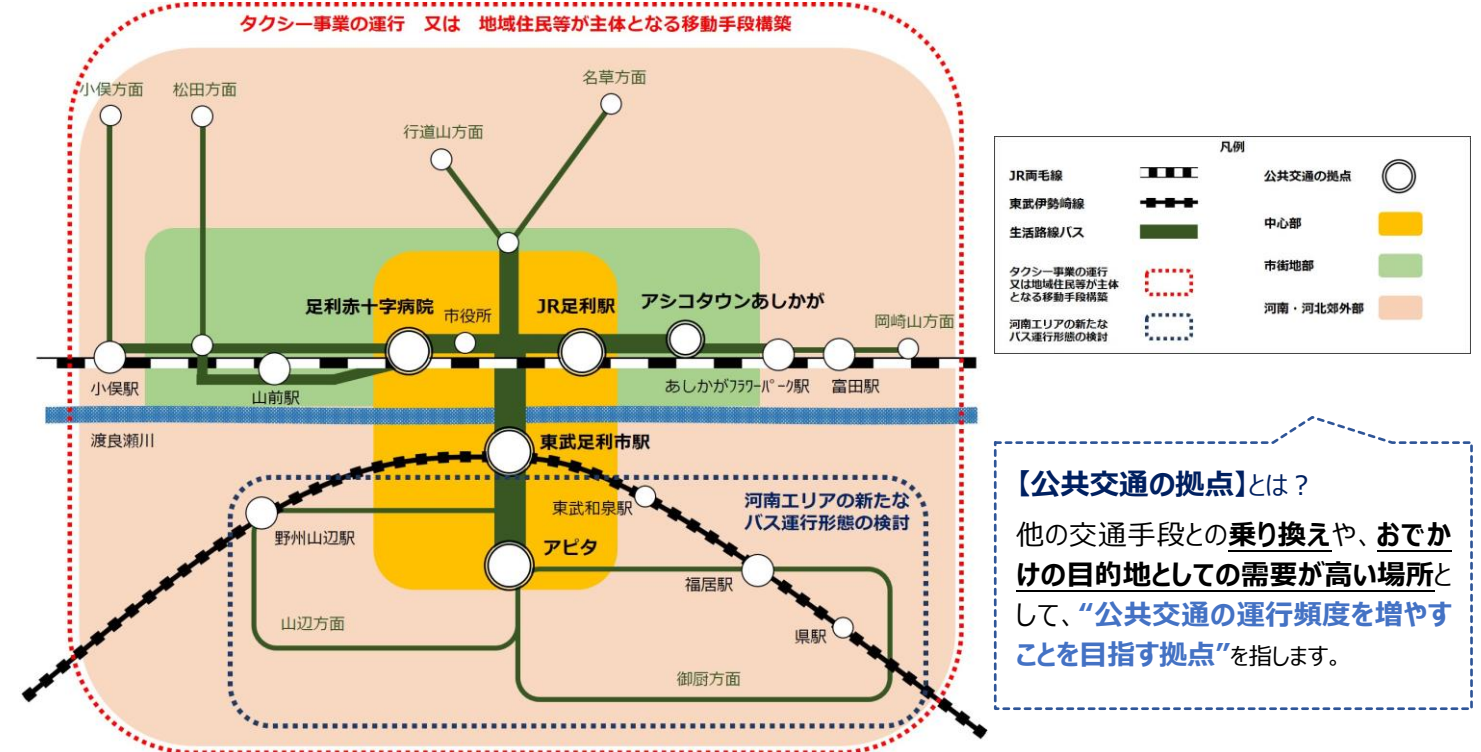 タクシー事業の運行　又は　地域住民等が主体となる移動手段構築
小俣方面
松田方面
名草方面
行道山方面
足利赤十字病院
市役所
JR足利駅
アシコタウンあしかが
岡崎山方面
小俣駅
山前駅
あしかがフラワーパーク駅
富田駅
渡良瀬川
東武足利市駅
野州山辺駅
東武和泉駅
河南エリアの新たな
バス運行形態の検討
アピタ
福居駅
山辺方面
県駅
御厨方面
凡例
JR両毛線
東武伊勢崎線
生活路線バス
タクシー事業の運行
又は地域住民等が主体
となる移動手段構築
河南エリアの新たな
バス運行形態の検討
公共交通の拠点
中心部
市街地部
河南・河北郊外部
【公共交通の拠点】とは？
他の交通手段との乗り換えや、おでか
けの目的地としての需要が高い場所と
して、“公共交通の運行頻度を増やす
ことを目指す拠点”を指します。